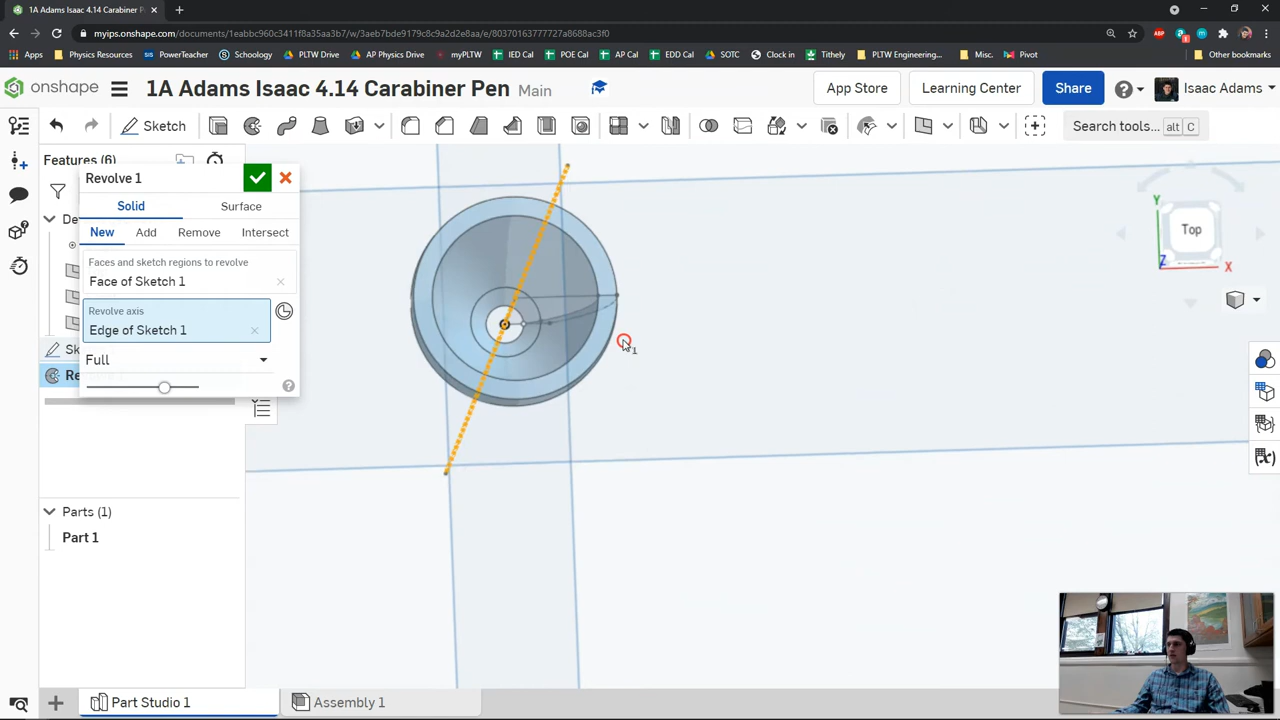 1A Adams Isaac 4.14 Carabiner Pen
myips.onshape.com/documents/1eabbc960c3411f8a35aa3b7/w/3aeb7bde9179c8c9a2d2e8aa/e/80370163777727a8688ac3f0
Apps Physics Resources PowerTeacher Schoology PLTW Drive AP Physics Drive myPLTW IED Cal POE Cal AP Cal EDD Cal SOTC Clock in Tithely PLTW Engineering... Misc. Pivot Other bookmarks
onshape 1A Adams Isaac 4.14 Carabiner Pen Main App Store Learning Center Share Isaac Adams
Sketch Search tools... alt C
Features (6)
Revolve 1
Solid Surface
New Add Remove Intersect
Faces and sketch regions to revolve
Face of Sketch 1
Revolve axis
Edge of Sketch 1
Full
Parts (1)
Part 1
Y
Top
Z X
1
Part Studio 1 Assembly 1